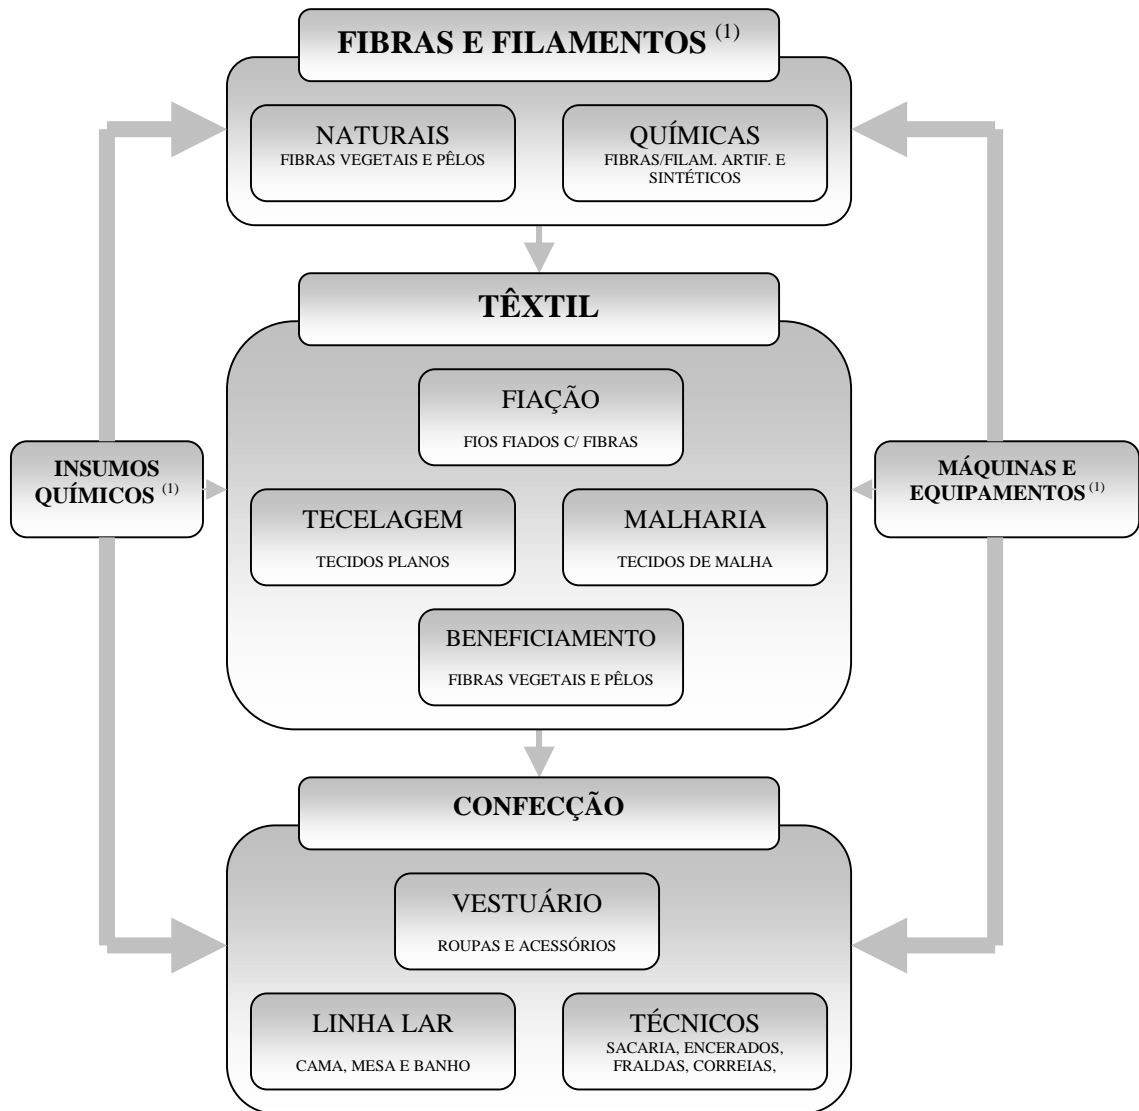 FIBRAS E FILAMENTOS (1)
NATURAIS
FIBRAS VEGETAIS E PÊLOS
QUÍMICAS
FIBRAS/FILAM. ARTIF. E
SINTÉTICOS
TÊXTIL
FIAÇÃO
FIOS FIADOS C/ FIBRAS
INSUMOS
QUÍMICOS (1)
MÁQUINAS E
EQUIPAMENTOS (1)
TECELAGEM
TECIDOS PLANOS
MALHARIA
TECIDOS DE MALHA
BENEFICIAMENTO
FIBRAS VEGETAIS E PÊLOS
CONFECÇÃO
VESTUÁRIO
ROUPAS E ACESSÓRIOS
LINHA LAR
CAMA, MESA E BANHO
TÉCNICOS
SACARIA, ENCERADOS,
FRALDAS, CORREIAS,